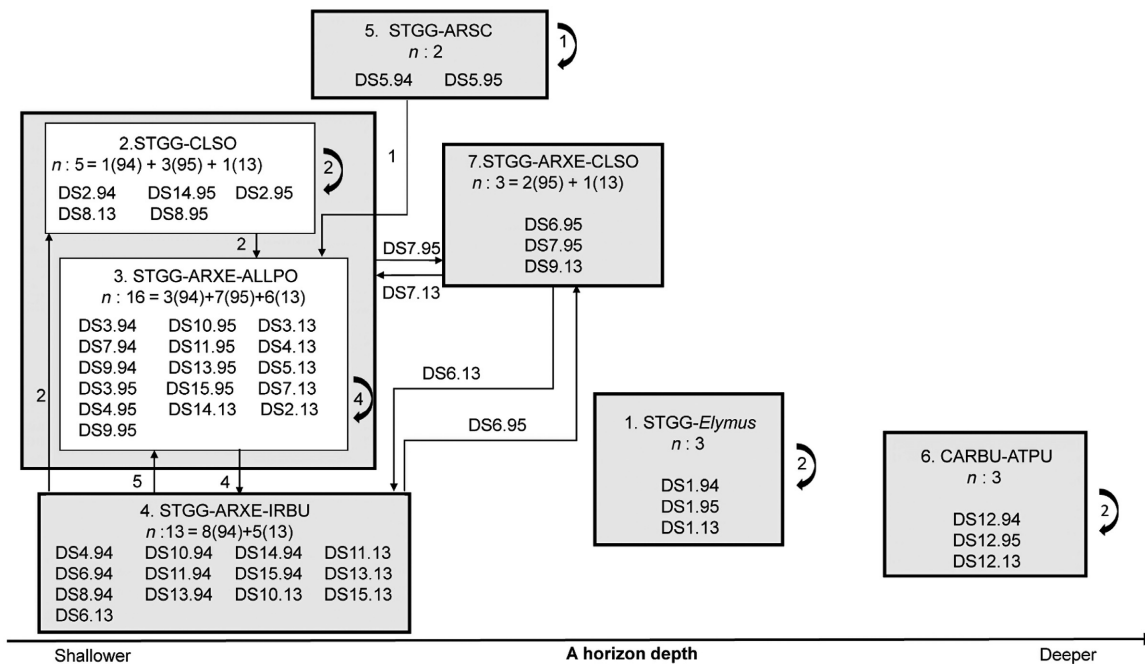 5. STGG-ARSC
n : 2
DS5.94 DS5.95
1
2.STGG-CLSO
n : 5 = 1(94) + 3(95) + 1(13)
DS2.94 DS14.95 DS2.95
DS8.13 DS8.95
2
1
7.STGG-ARXE-CLSO
n : 3 = 2(95) + 1(13)
DS6.95
DS7.95
DS9.13
2
DS7.95
DS7.13
3. STGG-ARXE-ALLPO
n : 16 = 3(94)+7(95)+6(13)
DS3.94 DS10.95 DS3.13
DS7.94 DS11.95 DS4.13
DS9.94 DS13.95 DS5.13
DS3.95 DS15.95 DS7.13
DS4.95 DS14.13 DS2.13
DS9.95
4
2
DS6.13
DS6.95
5
4
4. STGG-ARXE-IRBU
n :13 = 8(94)+5(13)
DS4.94 DS10.94 DS14.94 DS11.13
DS6.94 DS11.94 DS15.94 DS13.13
DS8.94 DS13.94 DS10.13 DS15.13
DS6.13
1. STGG-Elymus
n : 3
DS1.94
DS1.95
DS1.13
2
6. CARBU-ATPU
n : 3
DS12.94
DS12.95
DS12.13
2
Shallower A horizon depth Deeper